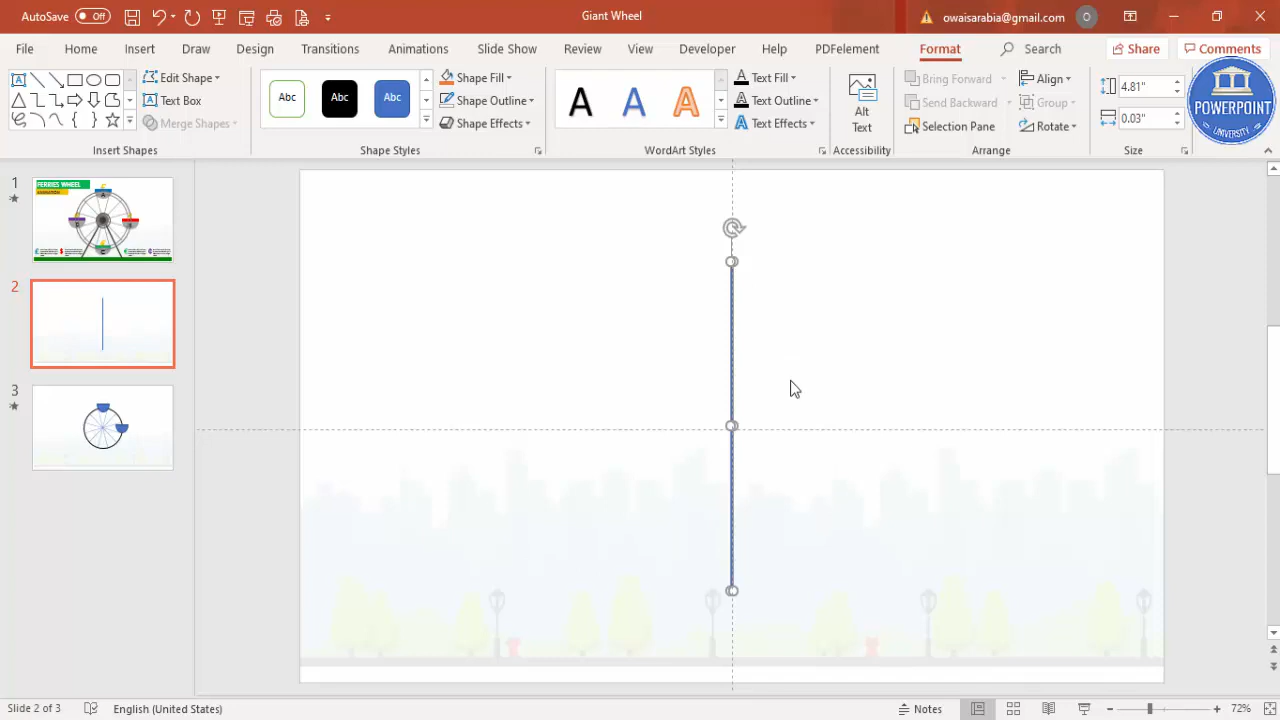 AutoSave Off Giant Wheel owaisarabia@gmail.com O
File Home Insert Draw Design Transitions Animations Slide Show Review View Developer Help PDFelement Format Search Share Comments
Edit Shape Shape Fill Text Fill Bring Forward Align 4.81"
Text Box Abc Abc Abc Shape Outline A A A Text Outline Alt Text Send Backward Group POWERPOINT
Merge Shapes Shape Effects Text Effects Selection Pane Rotate 0.03" UNIVERSITY
Insert Shapes Shape Styles WordArt Styles Accessibility Arrange Size
1
FERRIES WHEEL
ANIMATION
2
3
Slide 2 of 3 English (United States) Notes 72%